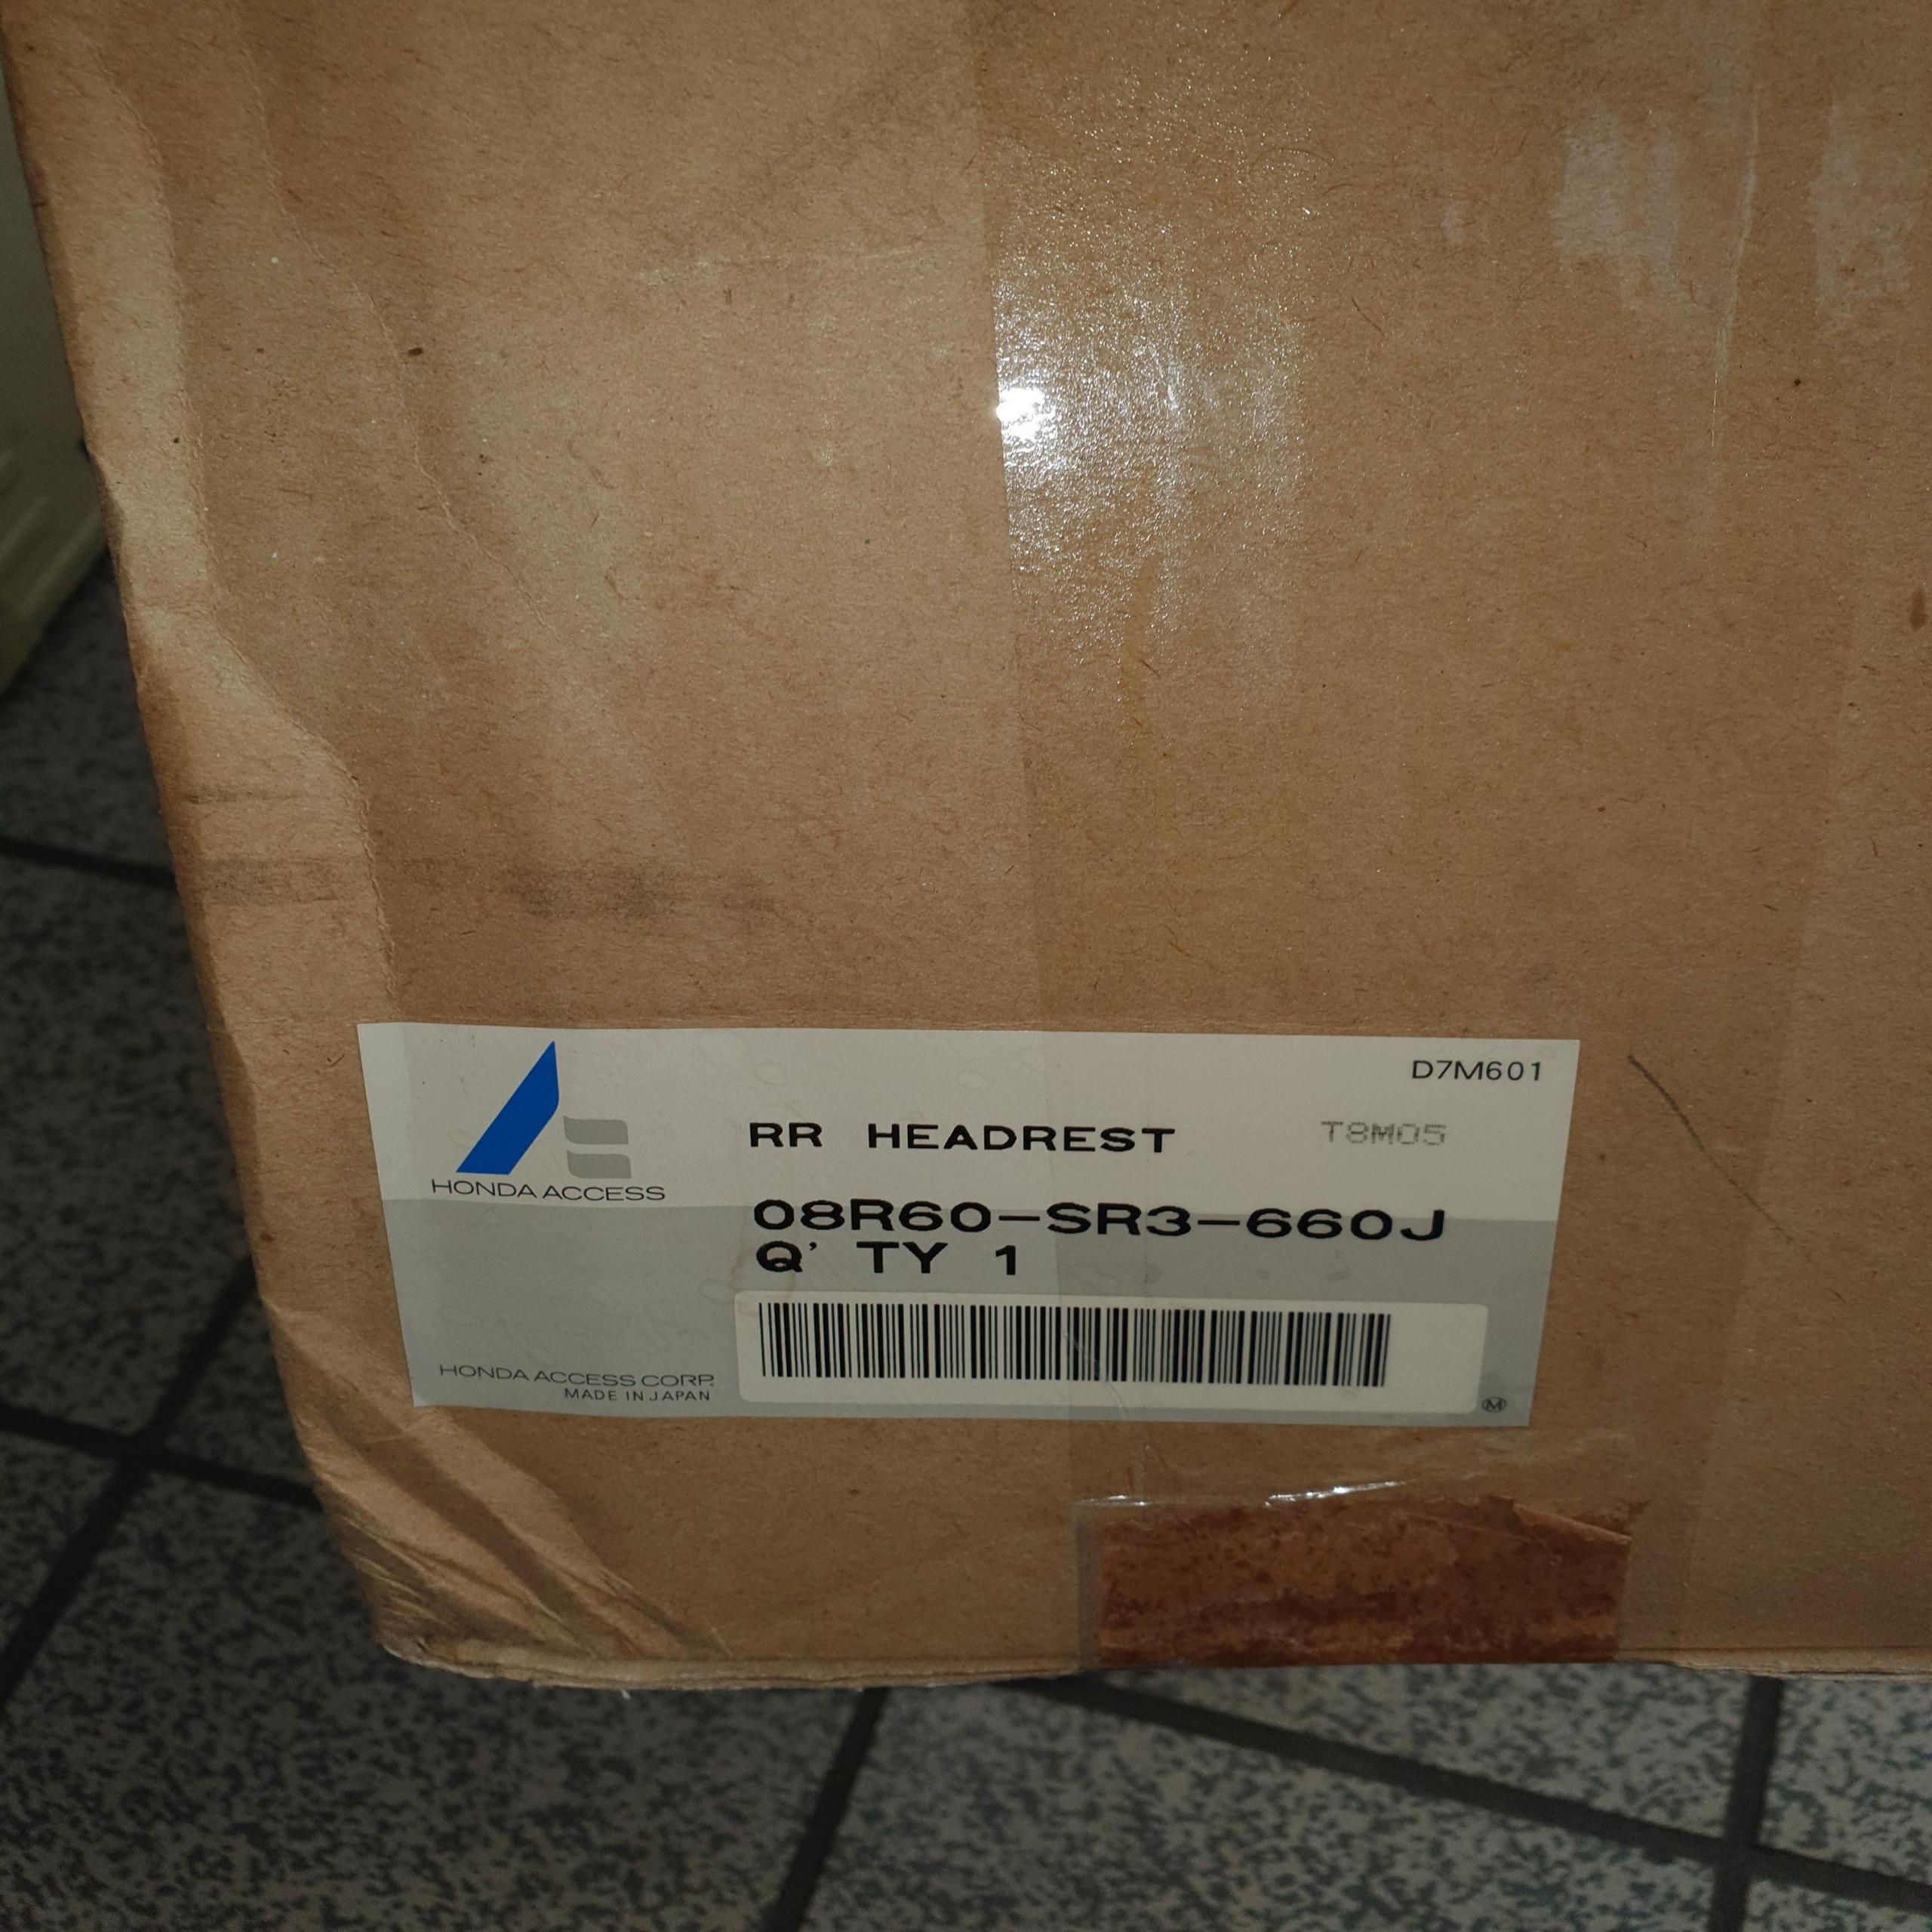 D7M601
RR HEADREST T8M05
HONDA ACCESS
08R60-SR3-660J
Q' TY 1
HONDA ACCESS CORP.
MADE IN JAPAN
M